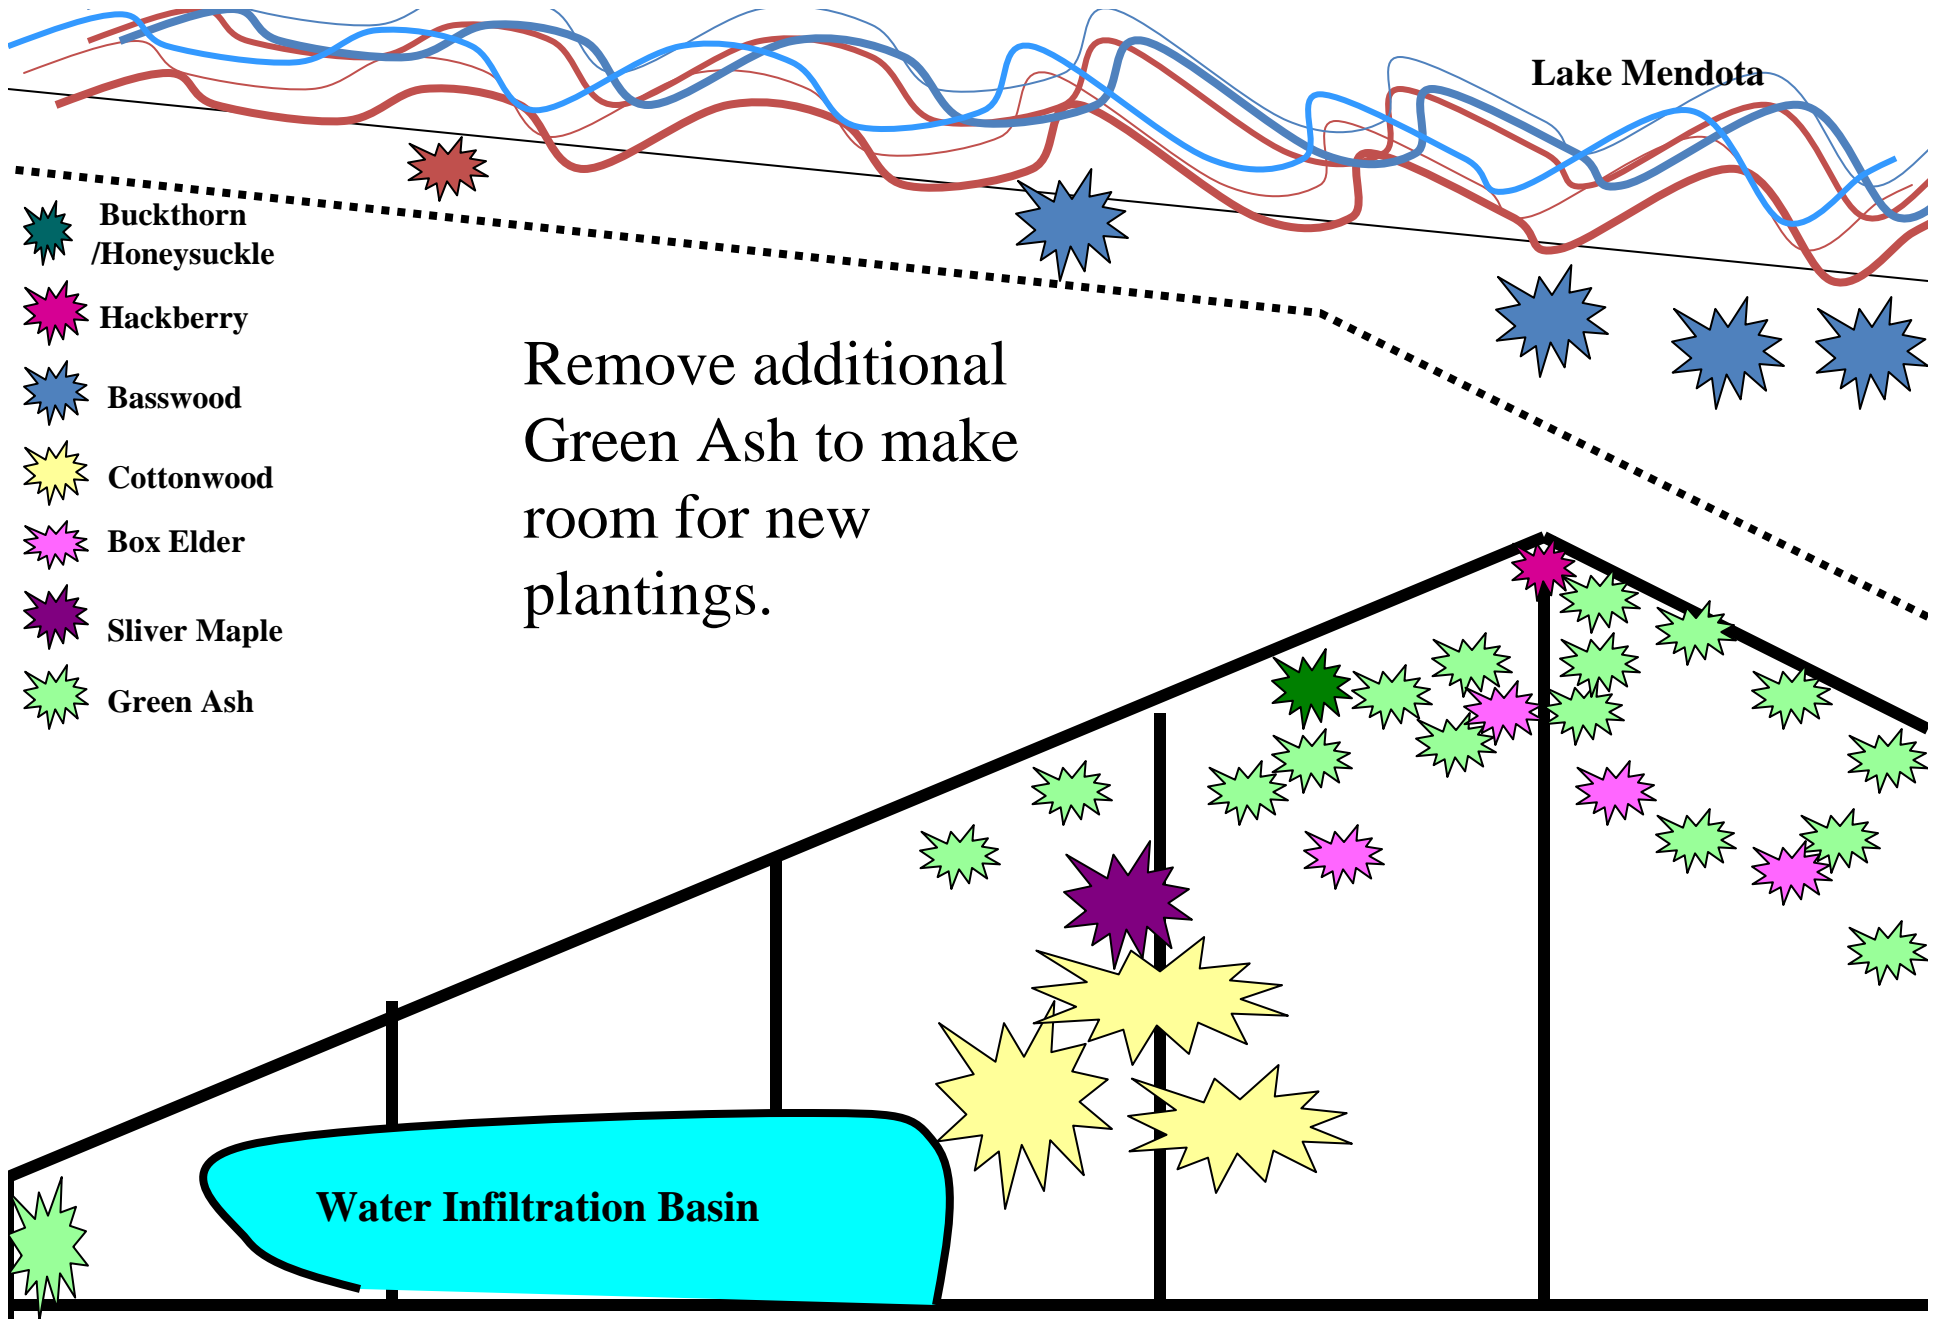 Lake Mendota
Buckthorn
/Honeysuckle
Hackberry
Basswood
Cottonwood
Box Elder
Sliver Maple
Green Ash
Remove additional
Green Ash to make
room for new
plantings.
Water Infiltration Basin